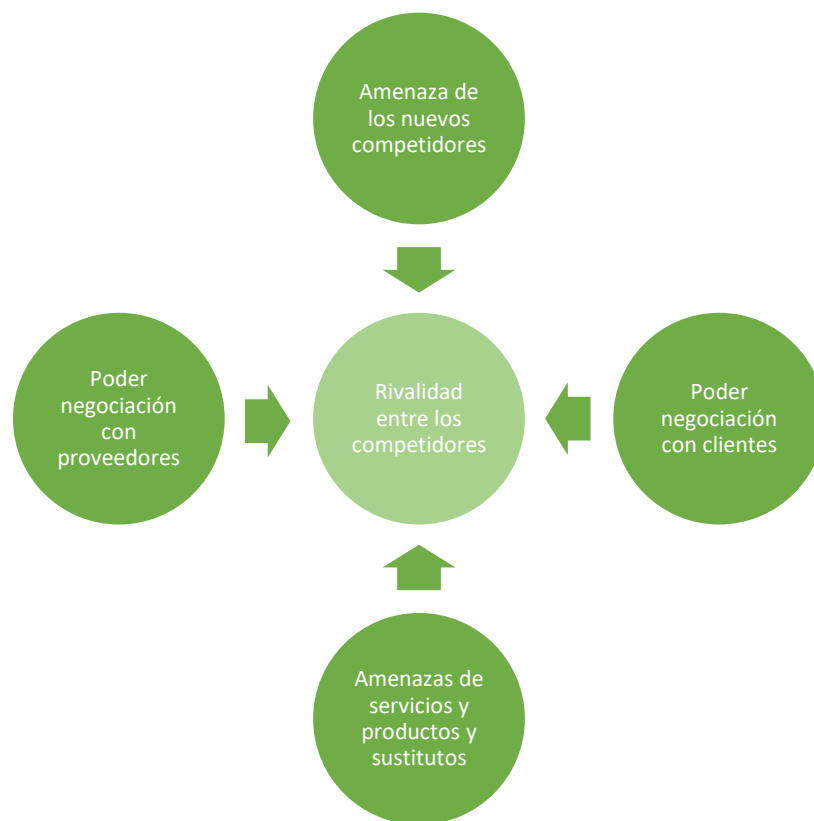 Amenaza de
los nuevos
competidores
Poder
negociación
con
proveedores
Rivalidad
entre los
competidores
Poder
negociación
con clientes
Amenazas de
servicios y
productos y
sustitutos